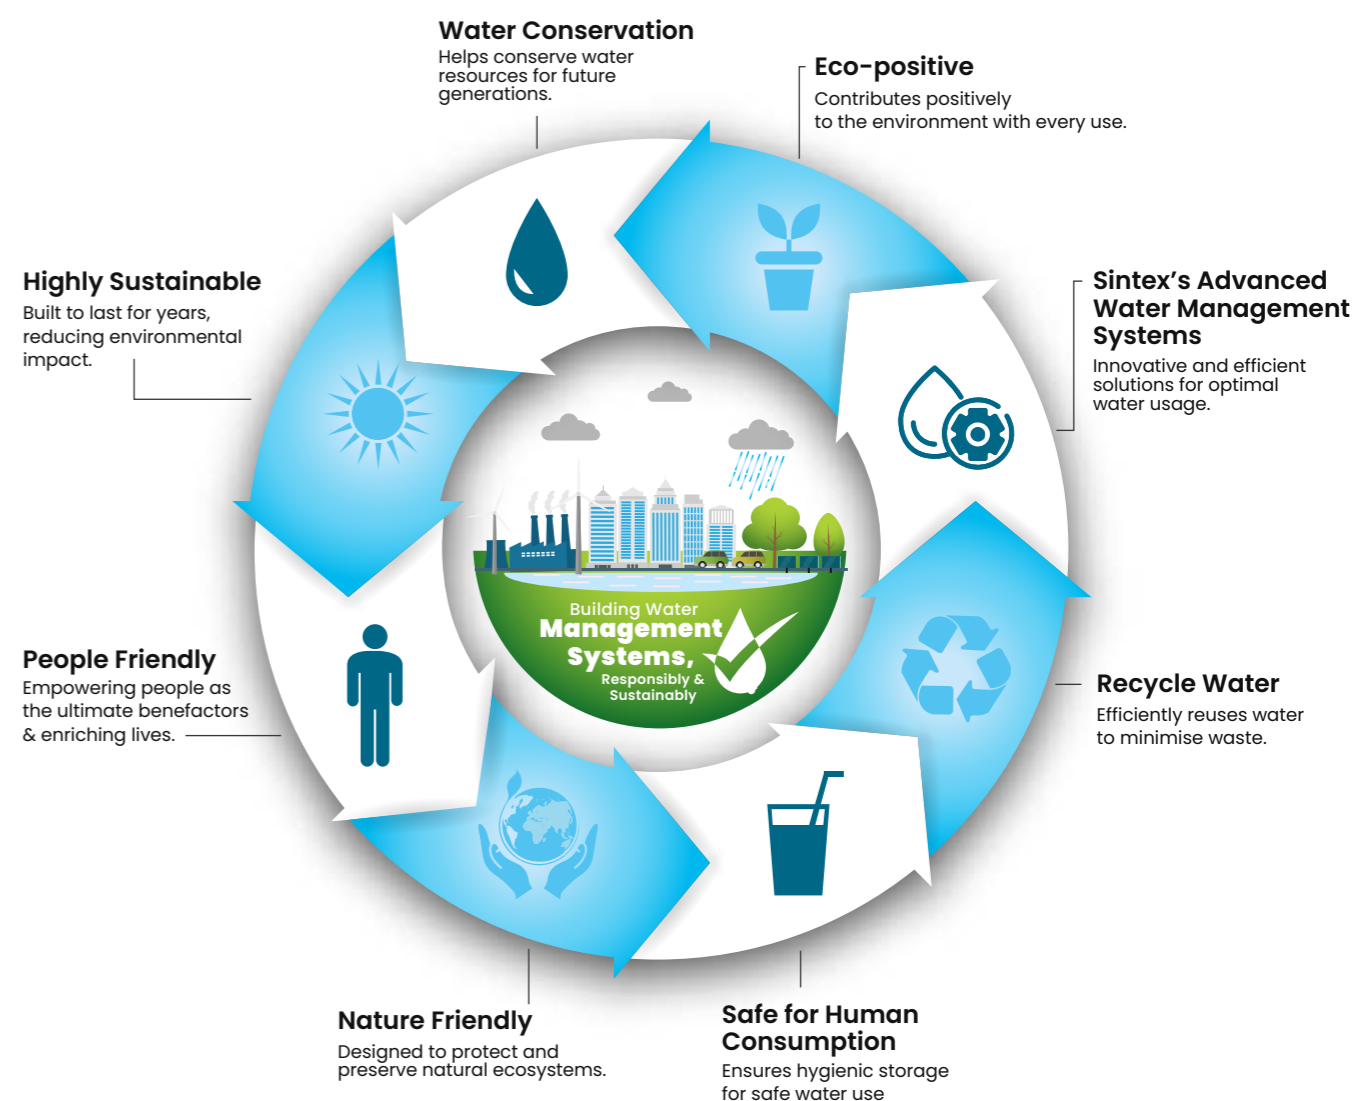 Water Conservation
Helps conserve water
resources for future
generations.
Eco-positive
Contributes positively
to the environment with every use.
Highly Sustainable
Built to last for years,
reducing environmental
impact.
Sintex's Advanced
Water Management
Systems
Innovative and efficient
solutions for optimal
water usage.
Building Water
Management
Systems,
Responsibly &
Sustainably
People Friendly
Empowering people as
the ultimate benefactors
& enriching lives.
Recycle Water
Efficiently reuses water
to minimise waste.
Nature Friendly
Designed to protect and
preserve natural ecosystems.
Safe for Human
Consumption
Ensures hygienic storage
for safe water use